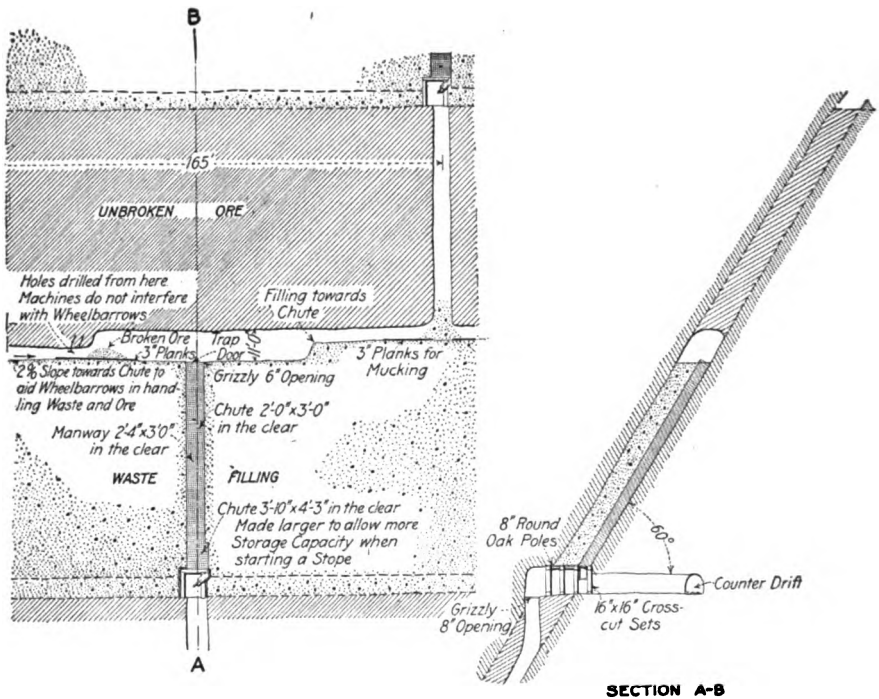 B
165'
UNBROKEN ORE
Holes drilled from here
Machines do not interfere
with Wheelbarrows
Filling towards
Chute
Broken Ore
3" Planks
Trap
Door
11'-0"
3" Planks for
Mucking
2% Slope towards Chute to
aid Wheelbarrows in hand-
ling Waste and Ore
Grizzly 6" Opening
Chute 2'-0"x3'-0"
in the clear
Manway 2'-4"x3'0"
in the clear
WASTE FILLING
Chute 3'-10"x4'-3" in the clear
Made larger to allow more
Storage Capacity when
starting a Stope
A
8" Round
Oak Poles
60°
Counter Drift
Grizzly
8" Opening
16"x16" Cross-
cut Sets
SECTION A-B